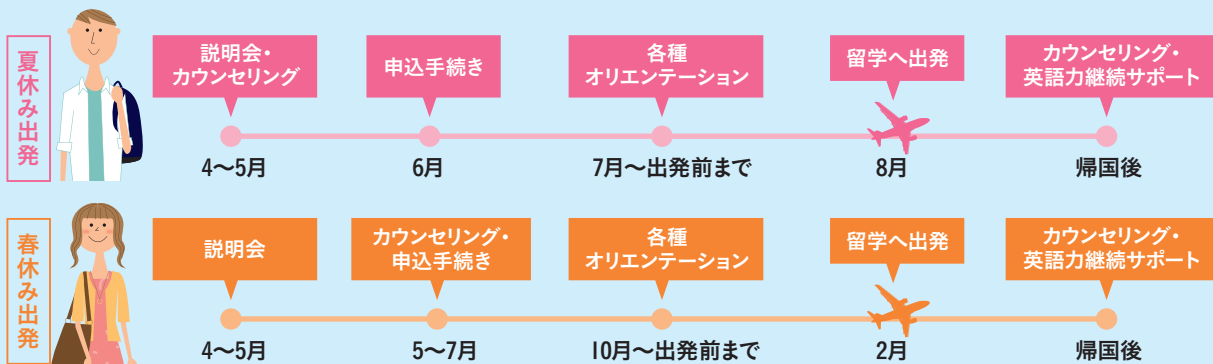 夏休み出発
説明会・
カウンセリング
申込手続き
各種
オリエンテーション
留学へ出発
カウンセリング・
英語力継続サポート
4〜5月
6月
7月〜出発前まで
8月
帰国後
春休み出発
説明会
カウンセリング・
申込手続き
各種
オリエンテーション
留学へ出発
カウンセリング・
英語力継続サポート
4〜5月
5〜7月
10月〜出発前まで
2月
帰国後